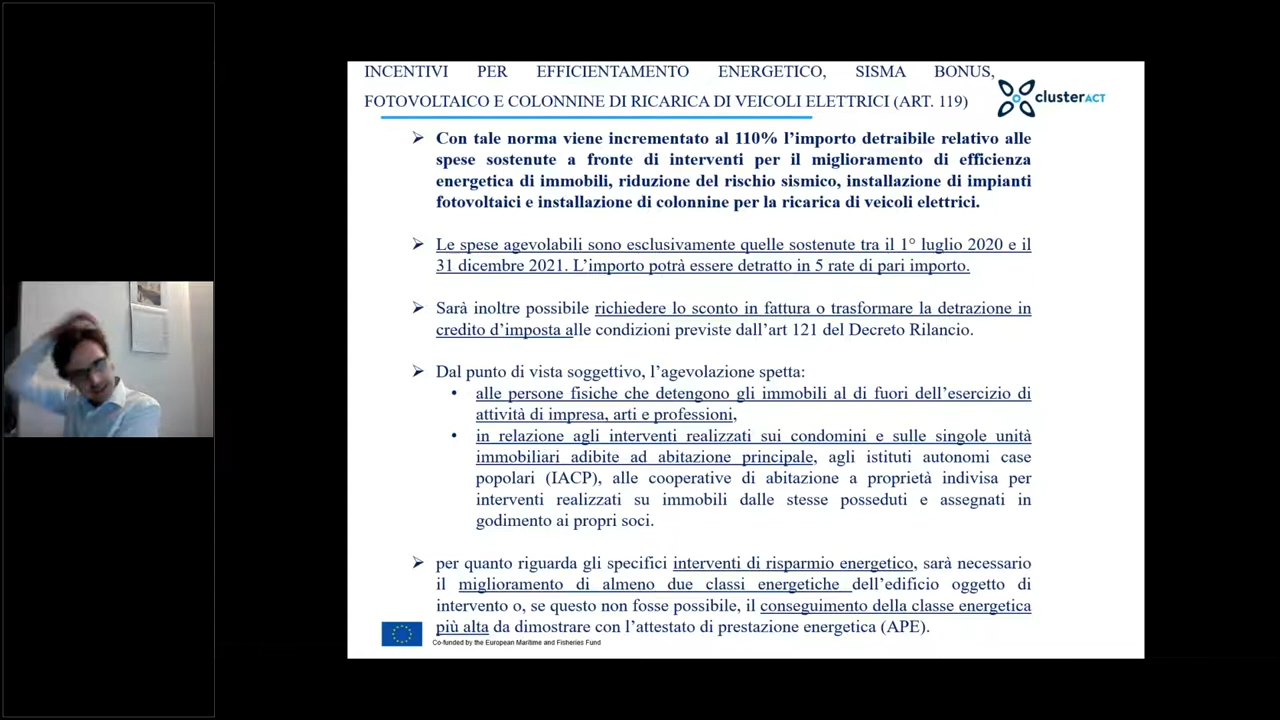 INCENTIVI PER EFFICIENTAMENTO ENERGETICO, SISMA BONUS,
FOTOVOLTAICO E COLONNINE DI RICARICA DI VEICOLI ELETTRICI (ART. 119)
clusterACT
➢ Con tale norma viene incrementato al 110% l’importo detraibile relativo alle
spese sostenute a fronte di interventi per il miglioramento di efficienza
energetica di immobili, riduzione del rischio sismico, installazione di impianti
fotovoltaici e installazione di colonnine per la ricarica di veicoli elettrici.
➢ Le spese agevolabili sono esclusivamente quelle sostenute tra il 1° luglio 2020 e il
31 dicembre 2021. L’importo potrà essere detratto in 5 rate di pari importo.
➢ Sarà inoltre possibile richiedere lo sconto in fattura o trasformare la detrazione in
credito d’imposta alle condizioni previste dall’art 121 del Decreto Rilancio.
➢ Dal punto di vista soggettivo, l’agevolazione spetta:
• alle persone fisiche che detengono gli immobili al di fuori dell’esercizio di
attività di impresa, arti e professioni,
• in relazione agli interventi realizzati sui condomini e sulle singole unità
immobiliari adibite ad abitazione principale, agli istituti autonomi case
popolari (IACP), alle cooperative di abitazione a proprietà indivisa per
interventi realizzati su immobili dalle stesse posseduti e assegnati in
godimento ai propri soci.
➢ per quanto riguarda gli specifici interventi di risparmio energetico, sarà necessario
il miglioramento di almeno due classi energetiche dell’edificio oggetto di
intervento o, se questo non fosse possibile, il conseguimento della classe energetica
più alta da dimostrare con l’attestato di prestazione energetica (APE).
Co-funded by the European Maritime and Fisheries Fund